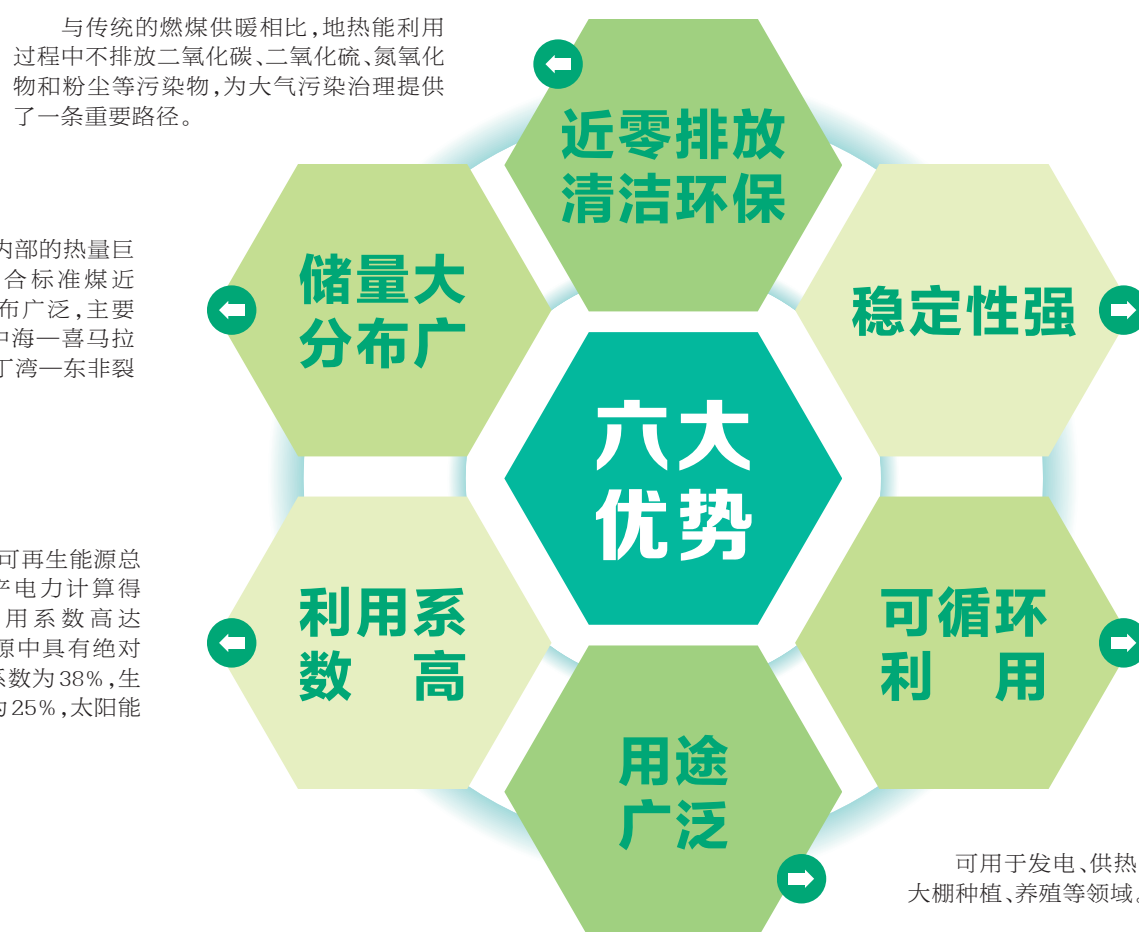 与传统的燃煤供暖相比,地热能利用
过程中不排放二氧化碳、二氧化硫、氮氧化
物和粉尘等污染物,为大气污染治理提供
了一条重要路径。
近零排放
清洁环保
储量大
分布广
内部的热量巨
合标准煤近
布广泛,主要
中海—喜马拉
丁湾—东非裂
稳定性强
六大
优势
利用系
数 高
可再生能源总
产电力计算得
用系数高达
源中具有绝对
系数为38%,生
为25%,太阳能
可循环
利 用
用途
广泛
可用于发电、供热
大棚种植、养殖等领域。